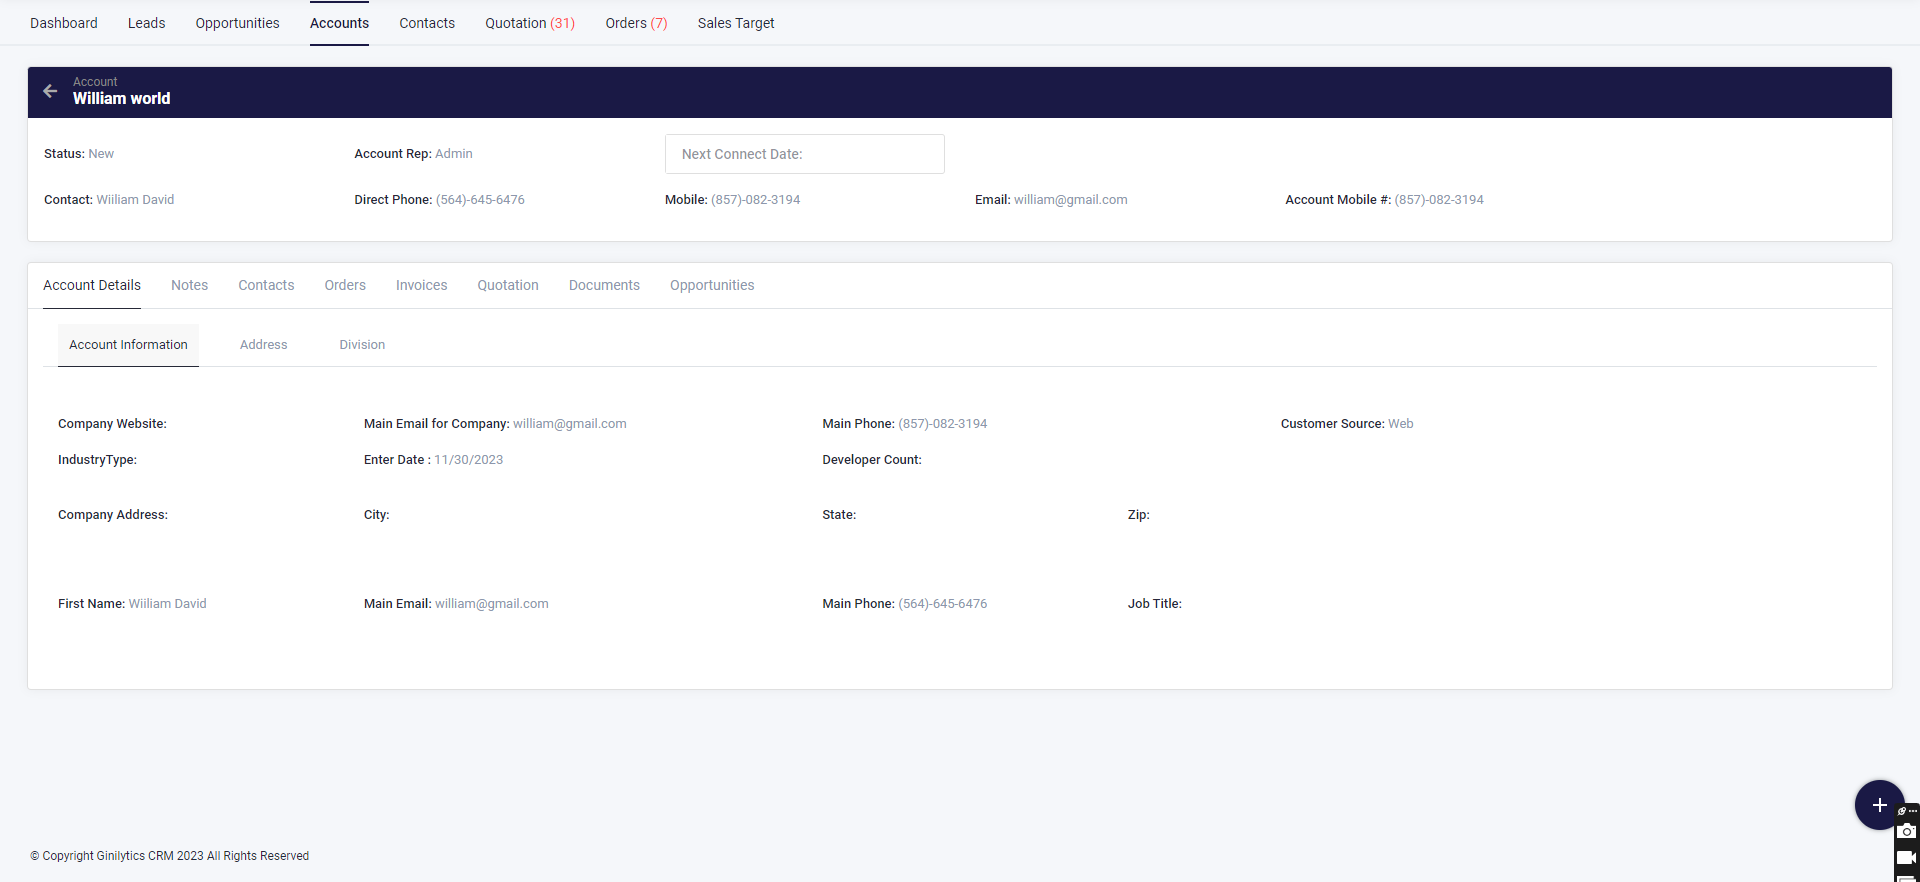 Dashboard Leads Opportunities Accounts Contacts Quotation (31) Orders (7) Sales Target
Account
William world
Status: New Account Rep: Admin Next Connect Date:
Contact: Wiiliam David Direct Phone: (564)-645-6476 Mobile: (857)-082-3194 Email: william@gmail.com Account Mobile #: (857)-082-3194
Account Details Notes Contacts Orders Invoices Quotation Documents Opportunities
Account Information Address Division
Company Website: Main Email for Company: william@gmail.com Main Phone: (857)-082-3194 Customer Source: Web
IndustryType: Enter Date : 11/30/2023 Developer Count:
Company Address: City: State: Zip:
First Name: Wiiliam David Main Email: william@gmail.com Main Phone: (564)-645-6476 Job Title:
© Copyright Ginilytics CRM 2023 All Rights Reserved